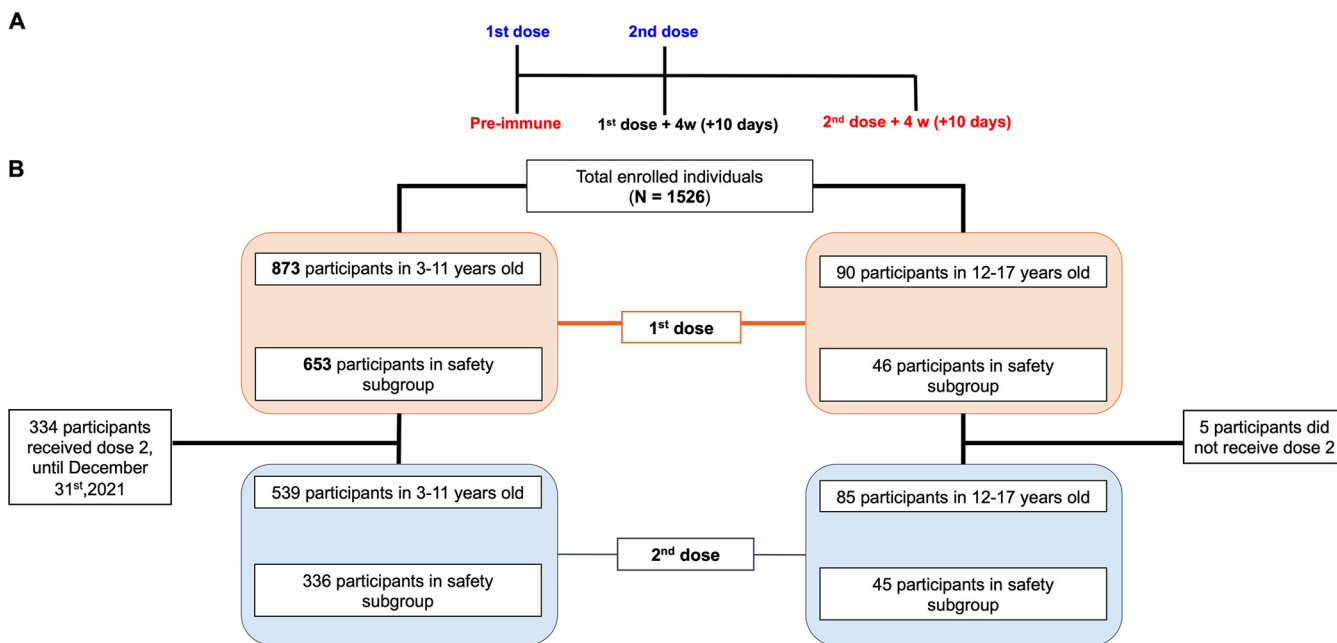 A
1st dose
2nd dose
Pre-immune
1st dose + 4w (+10 days)
2nd dose + 4 w (+10 days)
B
Total enrolled individuals
(N = 1526)
873 participants in 3-11 years old
90 participants in 12-17 years old
1st dose
653 participants in safety
subgroup
46 participants in safety
subgroup
334 participants
received dose 2,
until December
31st,2021
5 participants did
not receive dose 2
539 participants in 3-11 years old
85 participants in 12-17 years old
2nd dose
336 participants in safety
subgroup
45 participants in safety
subgroup